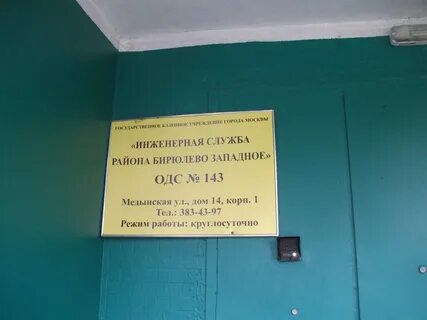 ГОСУДАРСТВЕННОЕ КАЗЕННОЕ УЧРЕЖДЕНИЕ ГОРОДА МОСКВЫ
«ИНЖЕНЕРНАЯ СЛУЖБА
РАЙОНА БИРЮЛЕВО ЗАПАДНОЕ»
ОДС № 143
Медынская ул., дом 14, корп. 1
Тел.: 383-43-97
Режим работы: круглосуточно